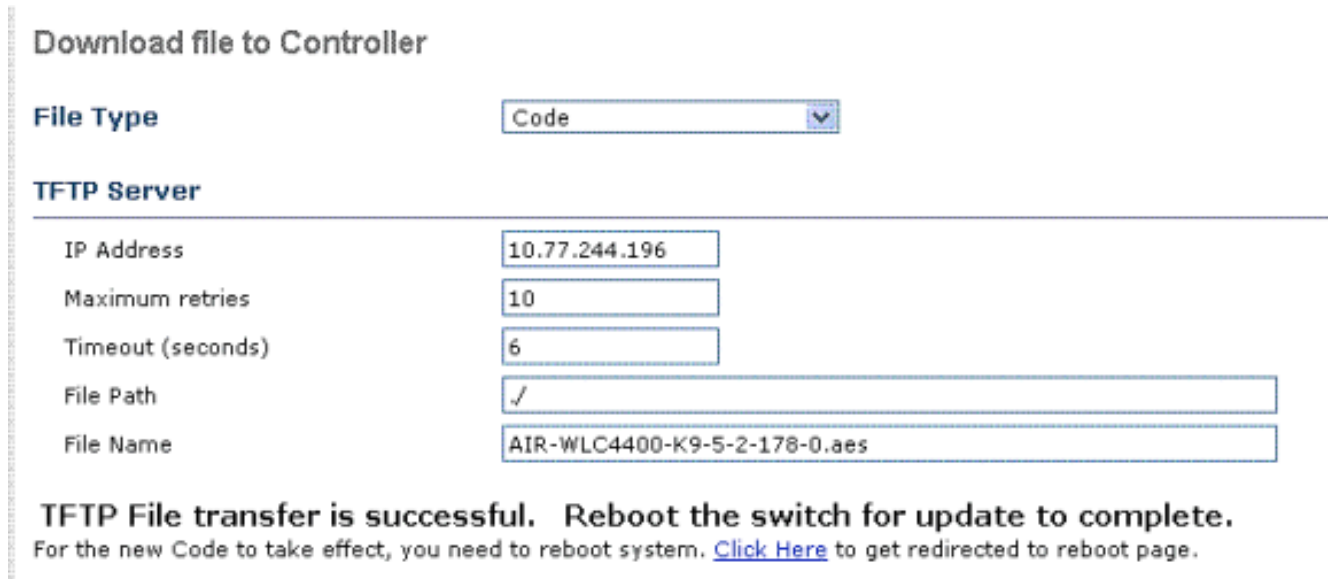 Download file to Controller
File Type Code
TFTP Server
IP Address 10.77.244.196
Maximum retries 10
Timeout (seconds) 6
File Path ./
File Name AIR-WLC4400-K9-5-2-178-0.aes
TFTP File transfer is successful. Reboot the switch for update to complete.
For the new Code to take effect, you need to reboot system. Click Here to get redirected to reboot page.